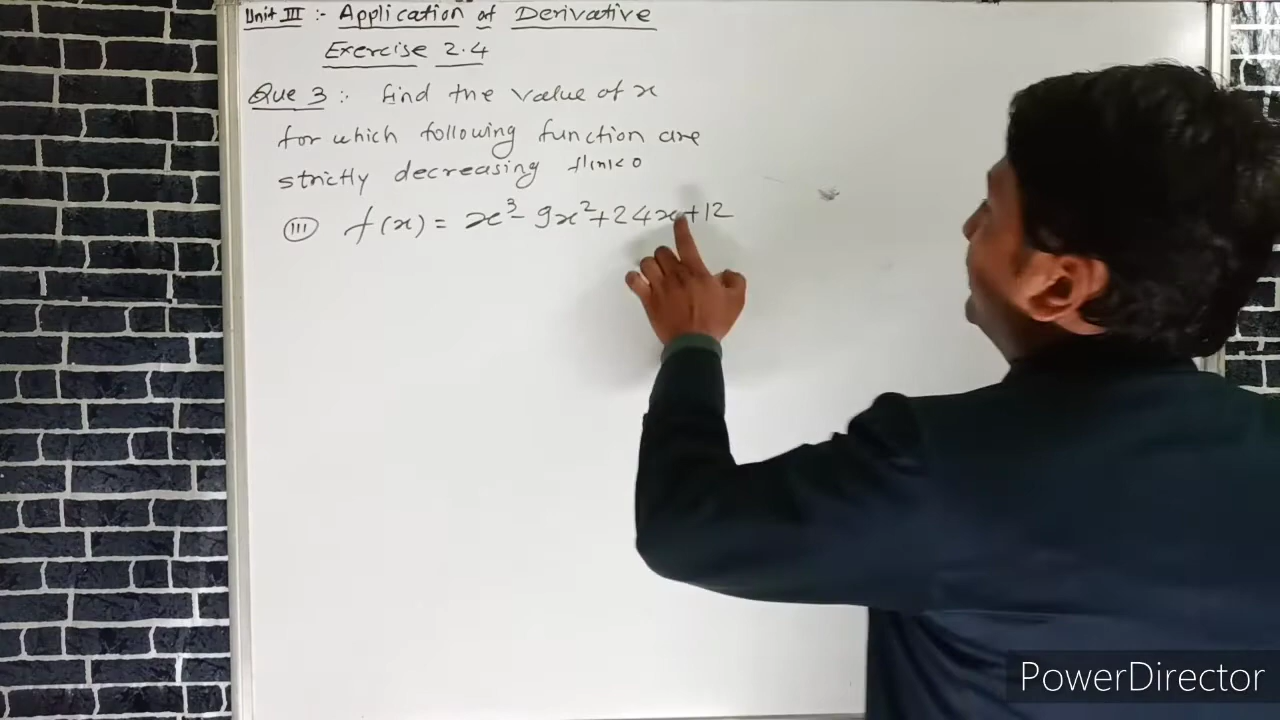 Unit III :- Application of Derivative
Exercise 2.4
Que 3 :- Find the value of x
for which following function are
strictly decreasing f'(x)<0
(III) f(x) = x³- 9x²+24x+12
PowerDirector